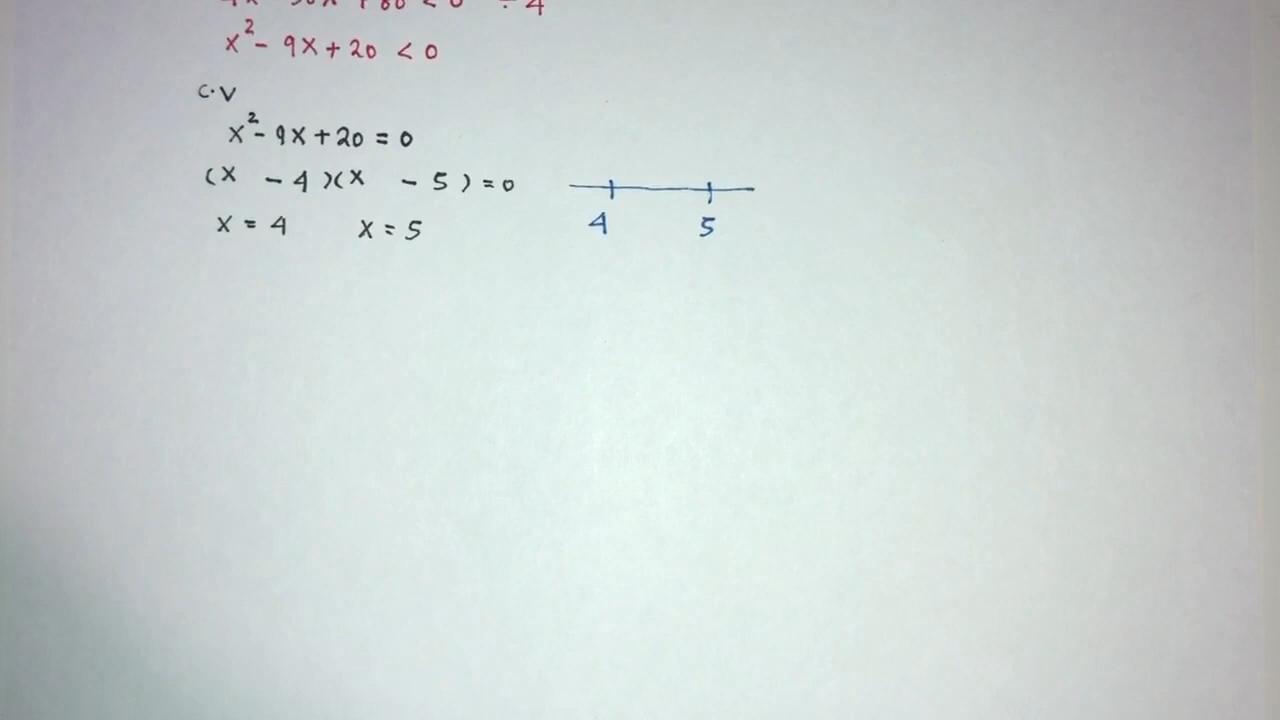 x² - 9x + 20 < 0
C.V
x² - 9x + 20 = 0
(x - 4)(x - 5) = 0
x = 4 x = 5
4 5